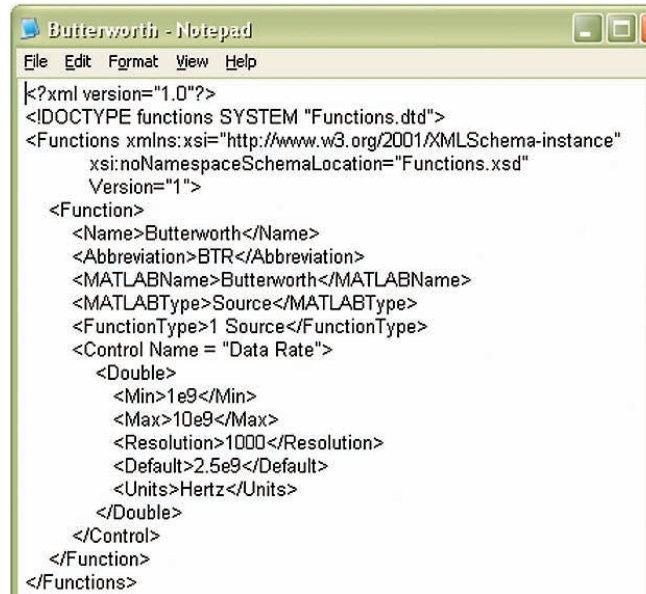 Butterworth - Notepad
File Edit Format View Help
<?xml version="1.0"?>
<!DOCTYPE functions SYSTEM "Functions.dtd">
<Functions xmlns:xsi="http://www.w3.org/2001/XMLSchema-instance"
xsi:noNamespaceSchemaLocation="Functions.xsd"
Version="1">
<Function>
<Name>Butterworth</Name>
<Abbreviation>BTR</Abbreviation>
<MATLABName>Butterworth</MATLABName>
<MATLABType>Source</MATLABType>
<FunctionType>1 Source</FunctionType>
<Control Name = "Data Rate">
<Double>
<Min>1e9</Min>
<Max>10e9</Max>
<Resolution>1000</Resolution>
<Default>2.5e9</Default>
<Units>Hertz</Units>
</Double>
</Control>
</Function>
</Functions>